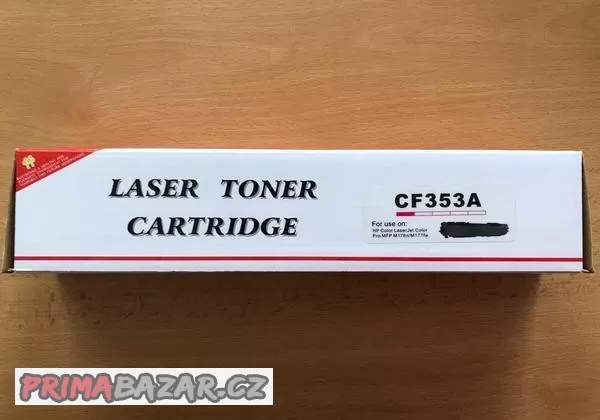 LASER TONER
CARTRIDGE
CF353A
For use on:
HP Color LaserJet Color
Pro MFP M176n/M177fw
PRIMABAZAR.CZ